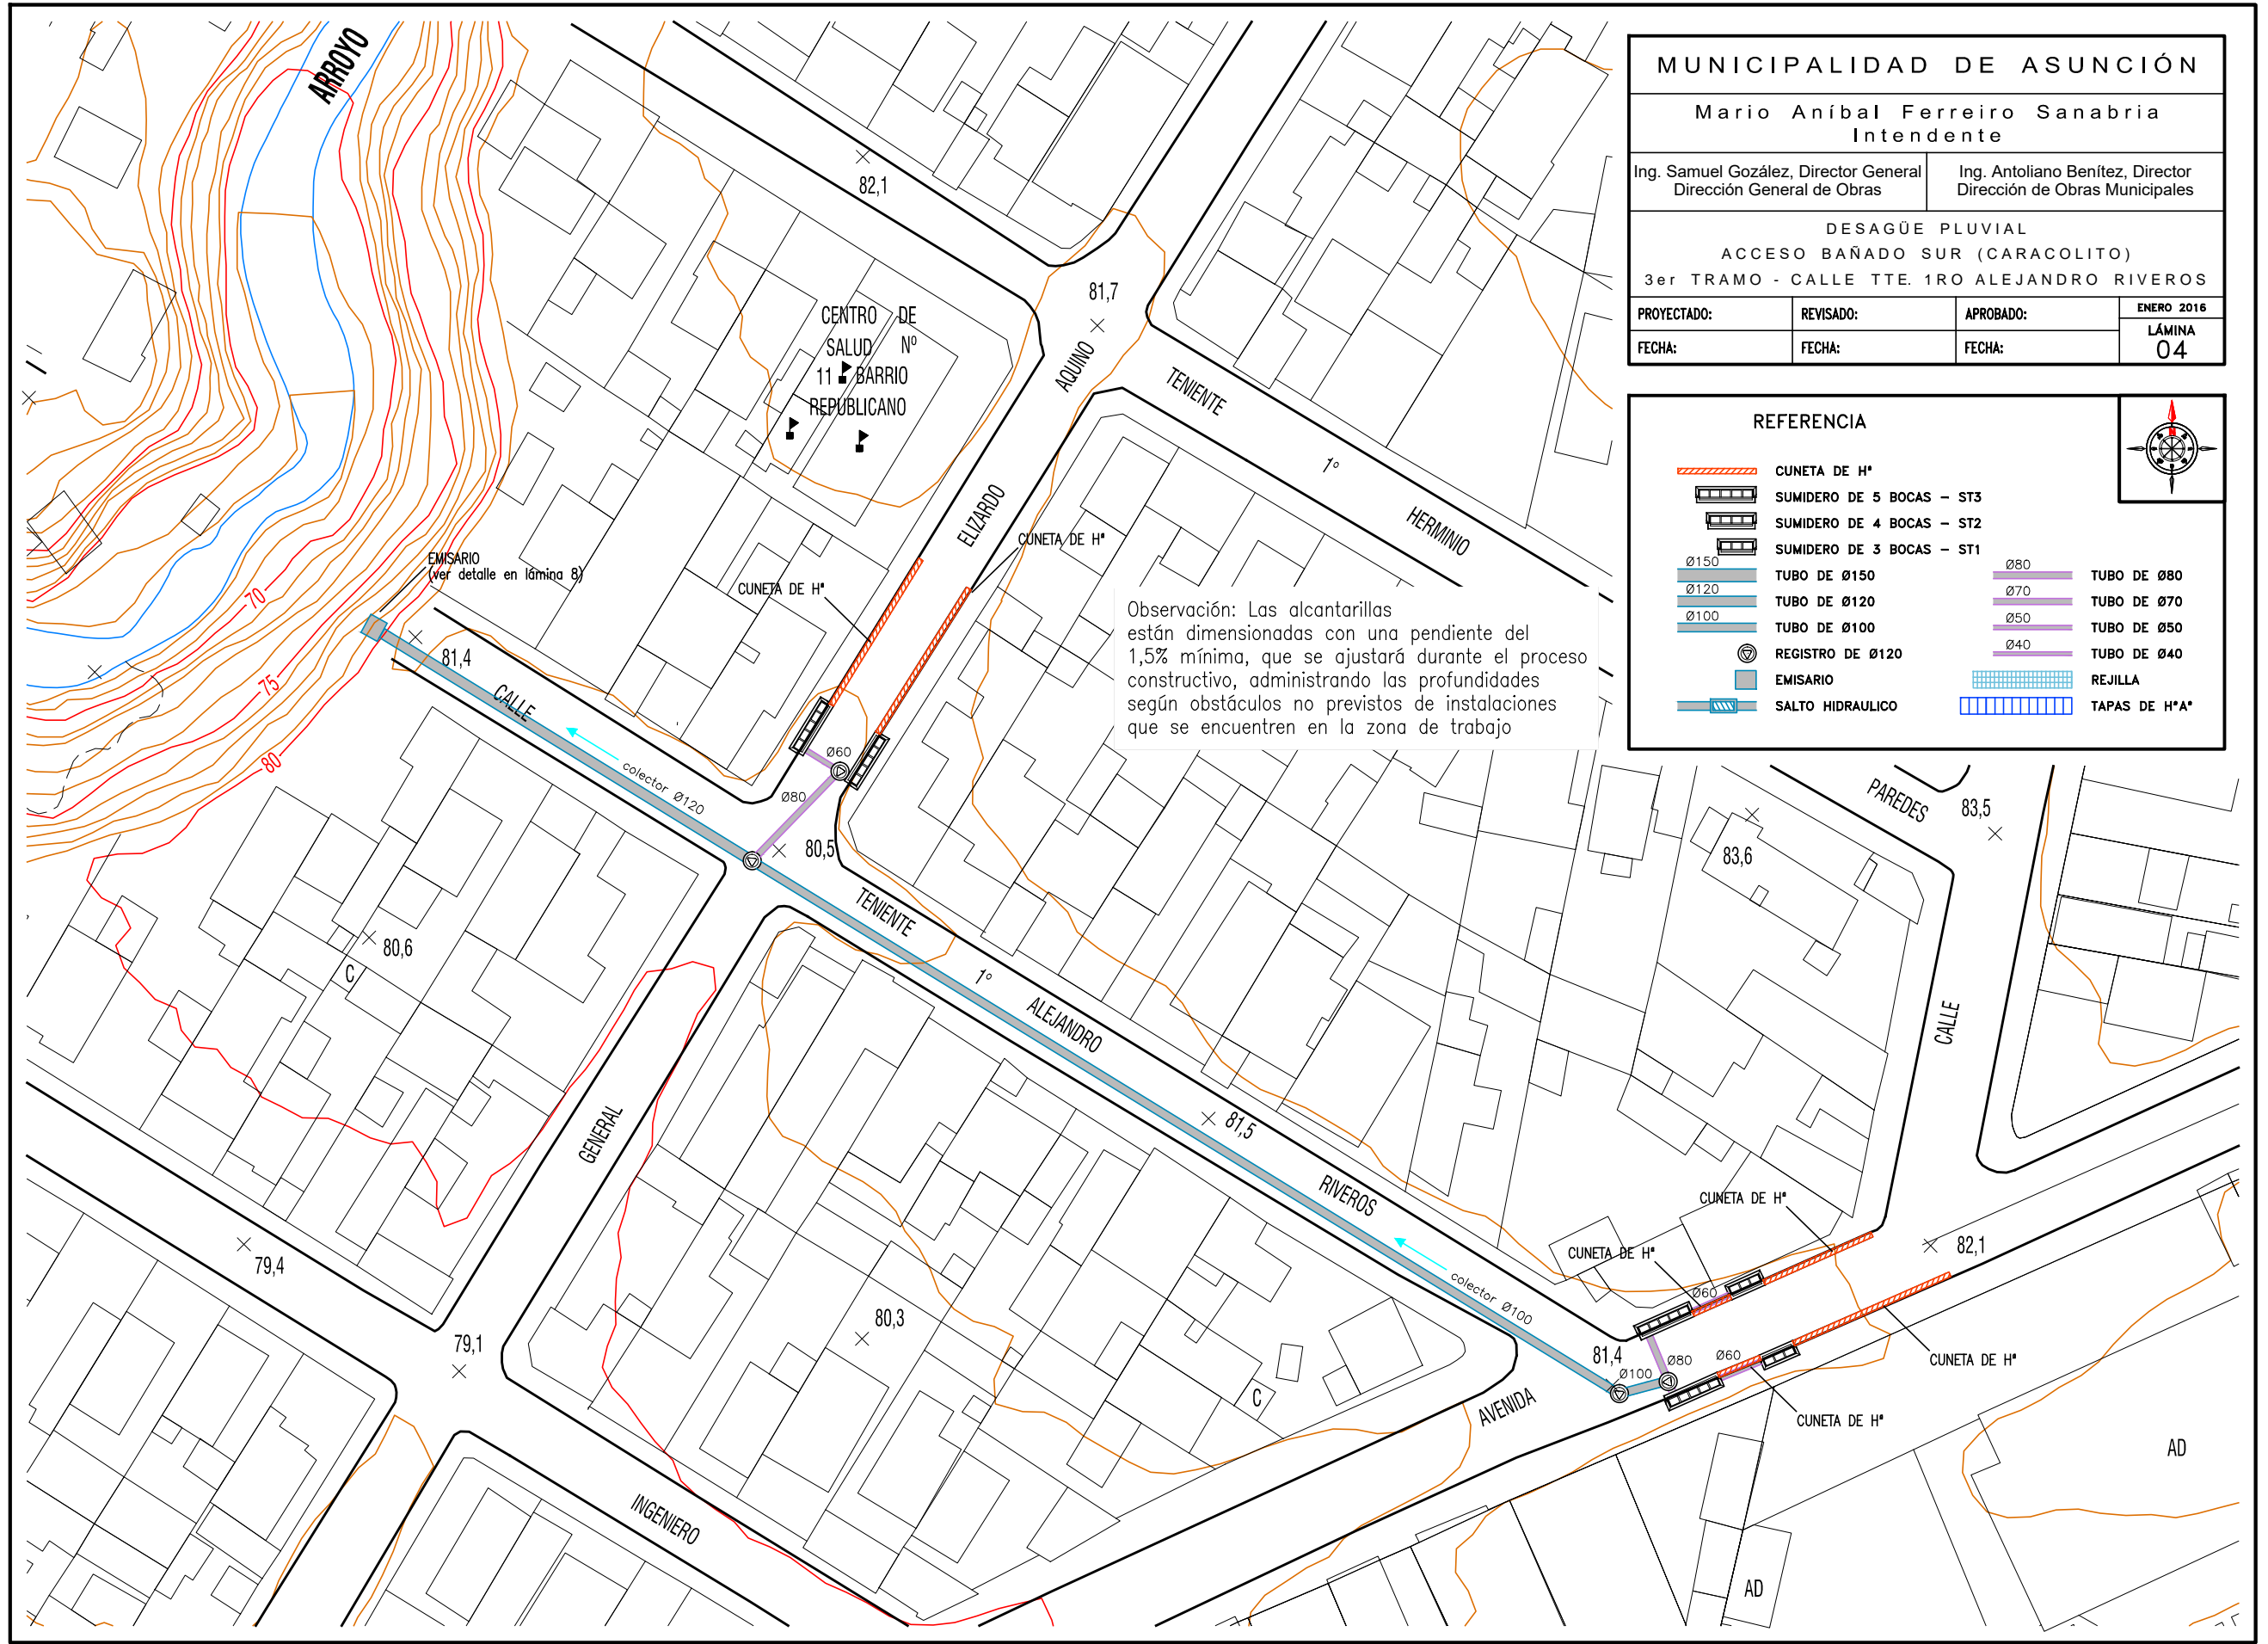 MUNICIPALIDAD DE ASUNCIÓN
Mario Aníbal Ferreiro Sanabria
Intendente
Ing. Samuel Gozález, Director General
Dirección General de Obras
Ing. Antoliano Benítez, Director
Dirección de Obras Municipales
DESAGÜE PLUVIAL
ACCESO BAÑADO SUR (CARACOLITO)
3er TRAMO - CALLE TTE. 1RO ALEJANDRO RIVEROS
PROYECTADO:
REVISADO:
APROBADO:
ENERO 2016
FECHA:
FECHA:
FECHA:
LÁMINA
04
REFERENCIA
N
CUNETA DE Hª
SUMIDERO DE 5 BOCAS - ST3
SUMIDERO DE 4 BOCAS - ST2
SUMIDERO DE 3 BOCAS - ST1
Ø150
TUBO DE Ø150
Ø120
TUBO DE Ø120
Ø100
TUBO DE Ø100
REGISTRO DE Ø120
EMISARIO
SALTO HIDRAULICO
Ø80
TUBO DE Ø80
Ø70
TUBO DE Ø70
Ø50
TUBO DE Ø50
Ø40
TUBO DE Ø40
REJILLA
TAPAS DE HªAª
Observación: Las alcantarillas
están dimensionadas con una pendiente del
1,5% mínima, que se ajustará durante el proceso
constructivo, administrando las profundidades
según obstáculos no previstos de instalaciones
que se encuentren en la zona de trabajo
ARROYO
82,1
81,7
CENTRO DE
SALUD Nº
11 BARRIO
REPUBLICANO
AQUINO
TENIENTE
1º
HERMINIO
ELIZARDO
CUNETA DE Hª
CUNETA DE Hª
EMISARIO
(ver detalle en lámina 8)
70
75
80
81,4
CALLE
colector Ø120
Ø60
Ø80
80,5
TENIENTE
1º
ALEJANDRO
81,5
RIVEROS
PAREDES
83,5
83,6
CALLE
80,6
C
GENERAL
79,4
79,1
80,3
C
INGENIERO
AVENIDA
colector Ø100
CUNETA DE Hª
CUNETA DE Hª
82,1
Ø60
81,4
Ø80
Ø60
Ø100
CUNETA DE Hª
CUNETA DE Hª
AD
AD